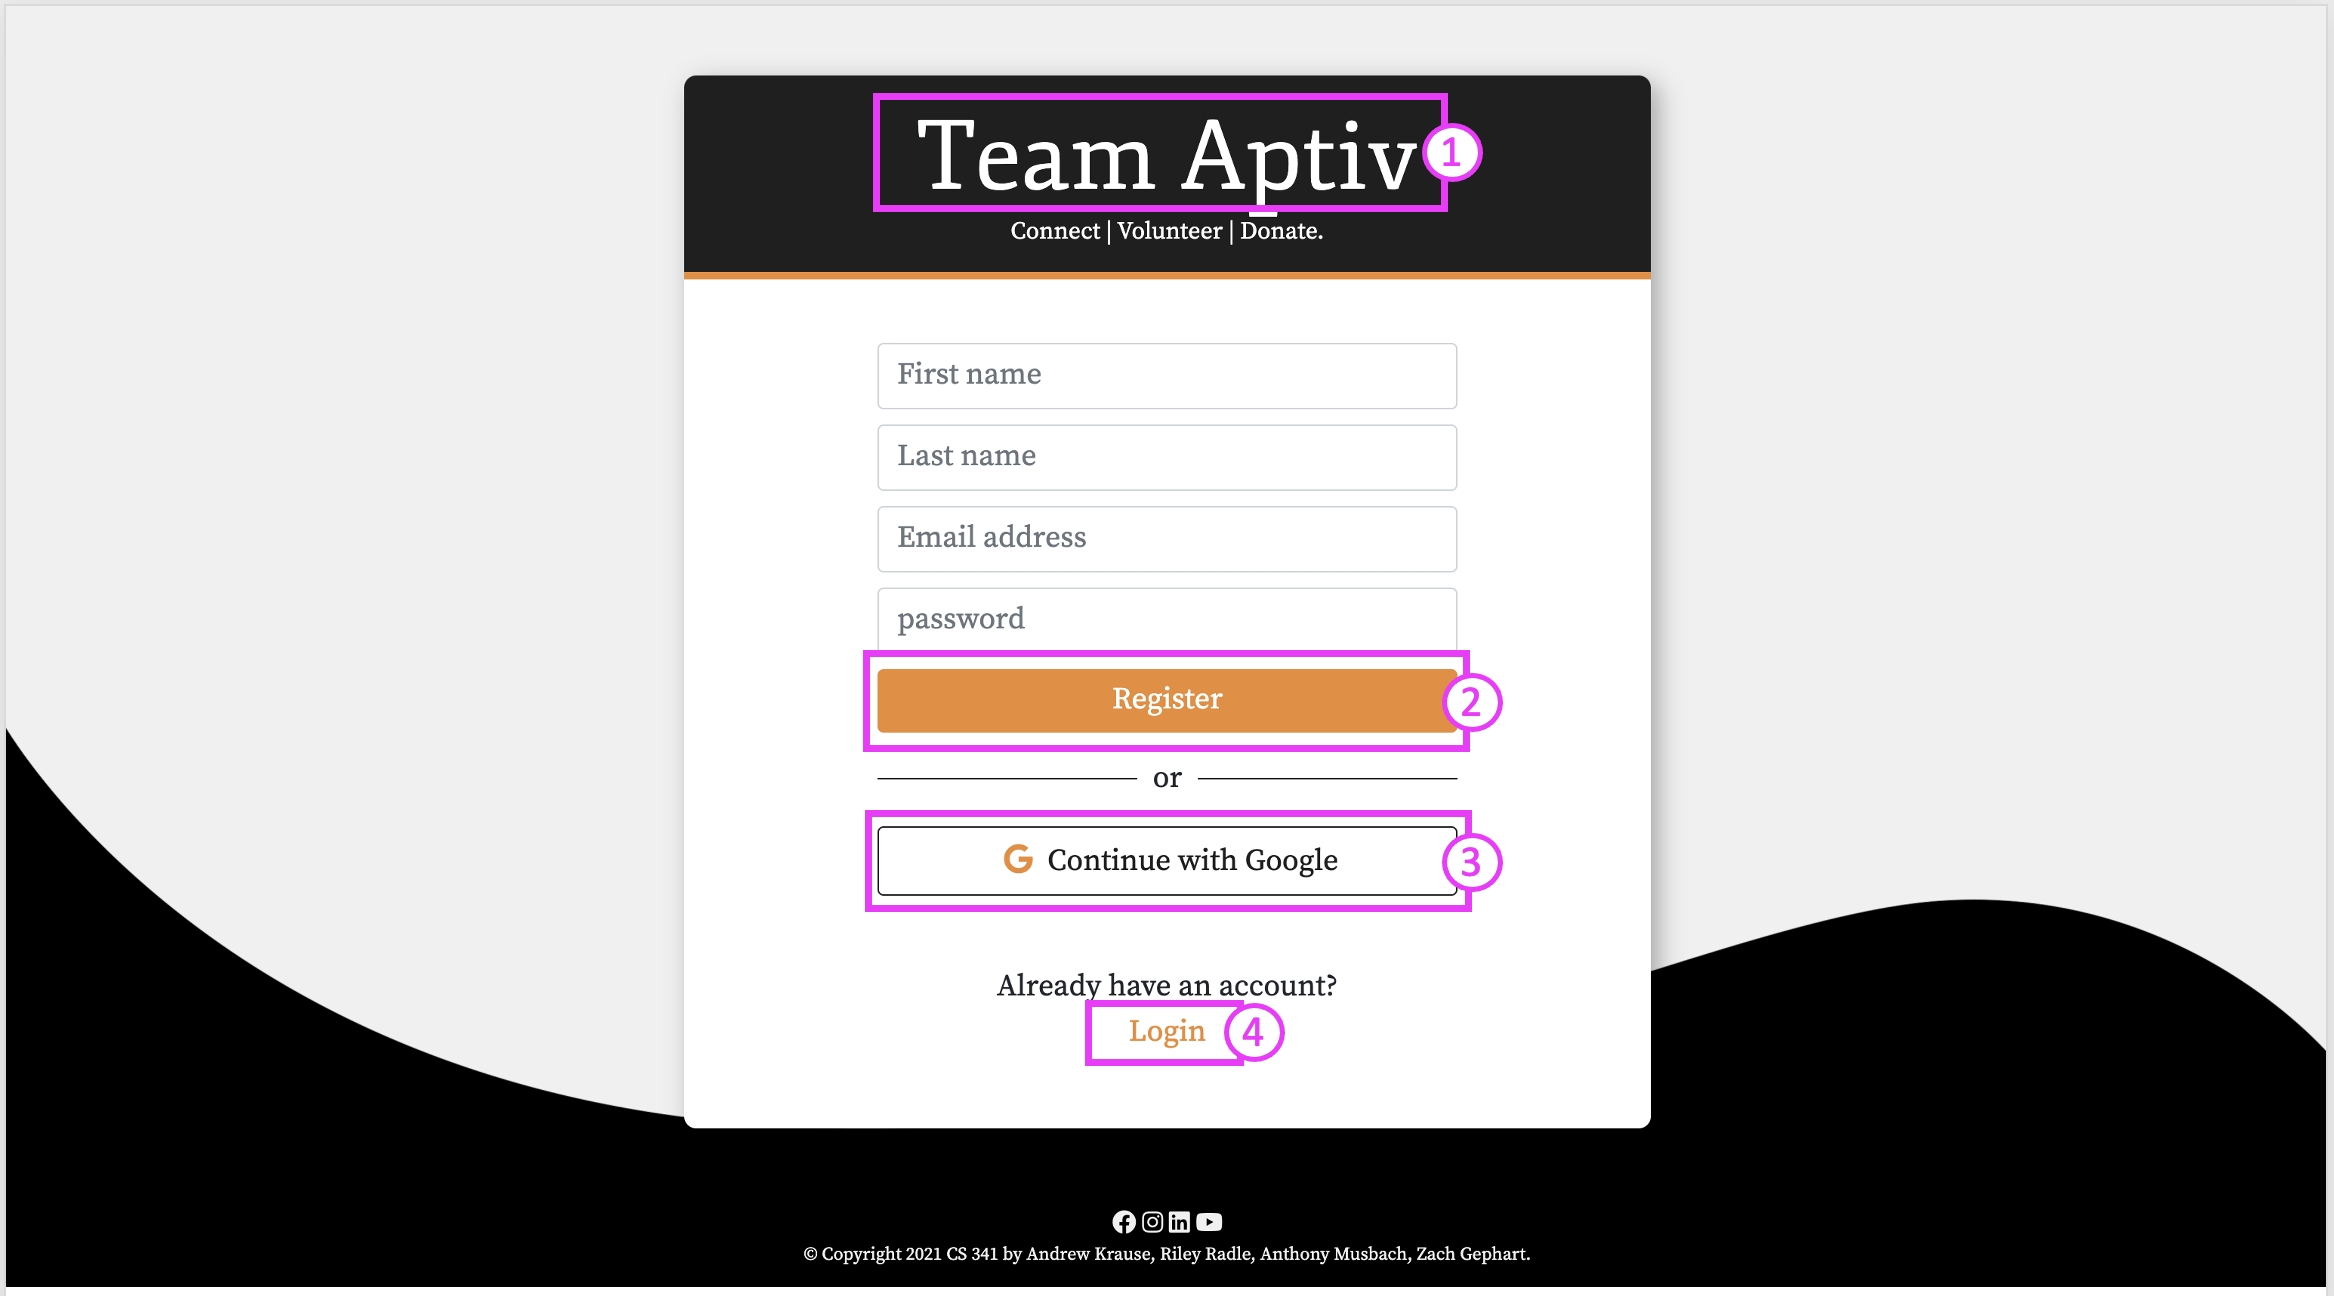 Team Aptiv
1
Connect | Volunteer | Donate.
First name
Last name
Email address
password
Register
2
or
G Continue with Google
3
Already have an account?
Login
4
© Copyright 2021 CS 341 by Andrew Krause, Riley Radle, Anthony Musbach, Zach Gephart.